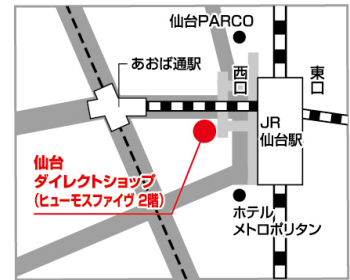 仙台PARCO
あおば通駅
西口
東口
JR
仙台駅
仙台
ダイレクトショップ
(ヒューモスファイヴ 2階)
ホテル
メトロポリタン